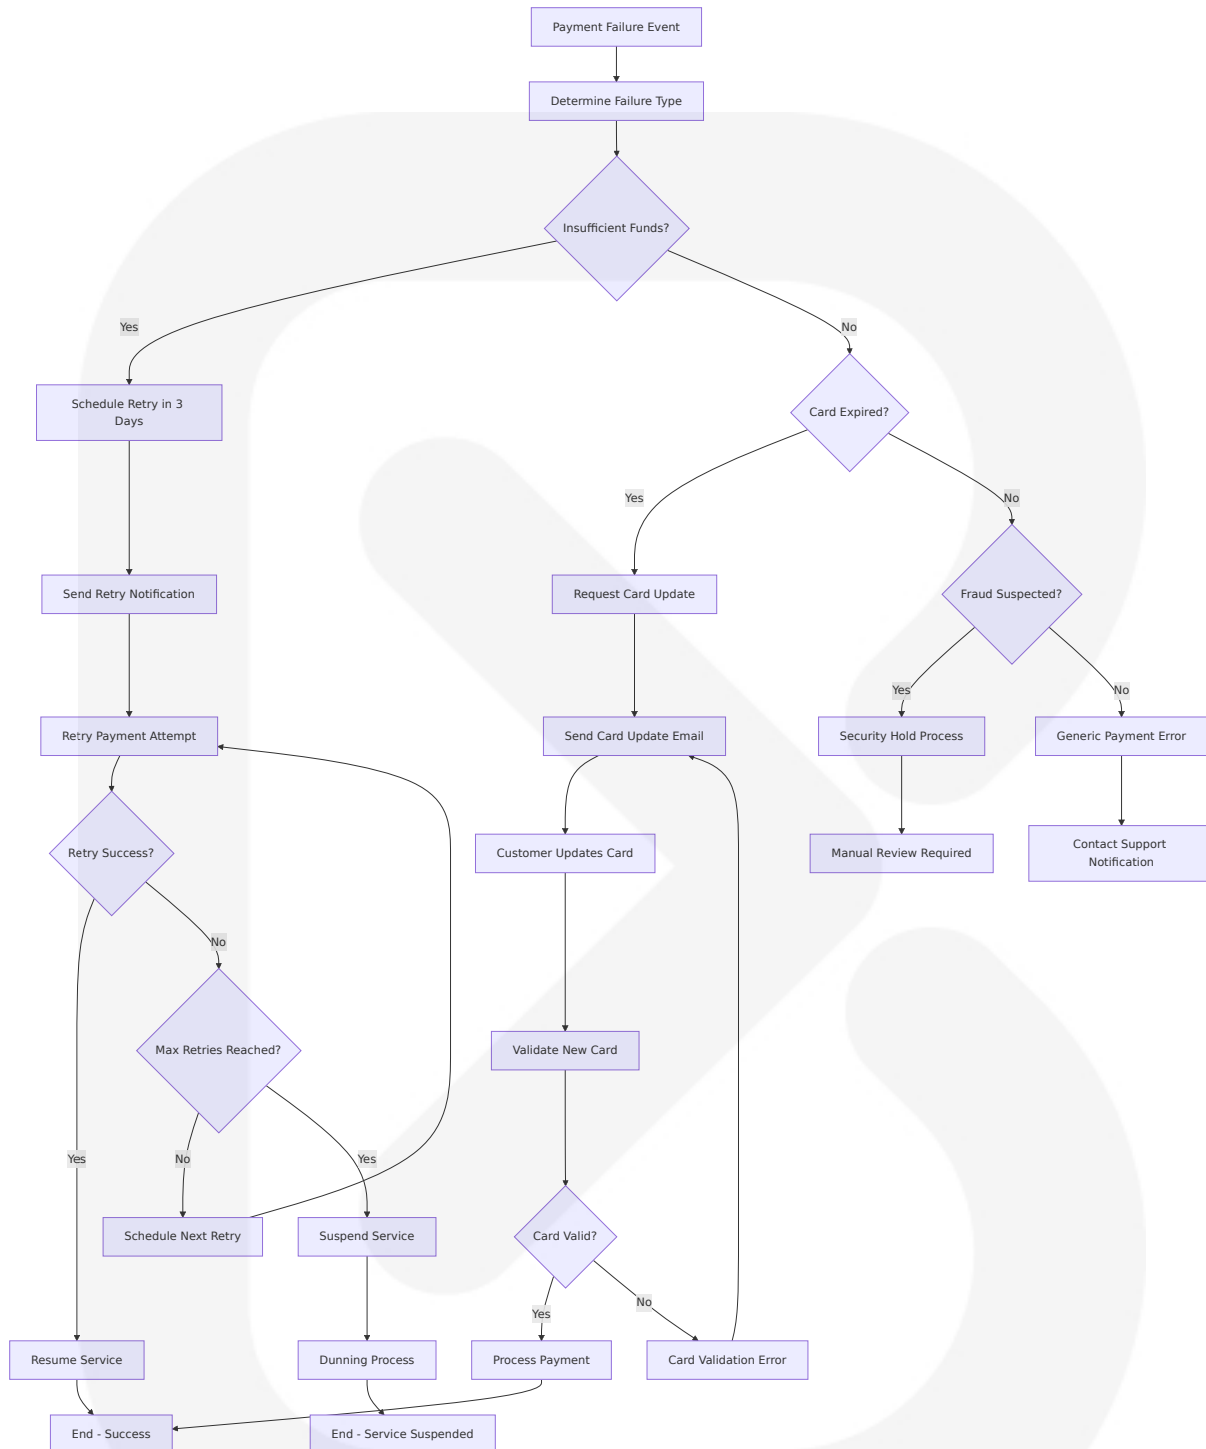 Payment Failure Event
Determine Failure Type
Insufficient Funds?
Yes
No
Schedule Retry in 3
Days
Card Expired?
Yes
No
Send Retry Notification
Request Card Update
Fraud Suspected?
Yes
No
Retry Payment Attempt
Send Card Update Email
Security Hold Process
Generic Payment Error
Retry Success?
Customer Updates Card
Manual Review Required
Contact Support
Notification
No
Max Retries Reached?
Validate New Card
Yes
No
Yes
Schedule Next Retry
Suspend Service
Card Valid?
Yes
No
Resume Service
Dunning Process
Process Payment
Card Validation Error
End - Success
End - Service Suspended